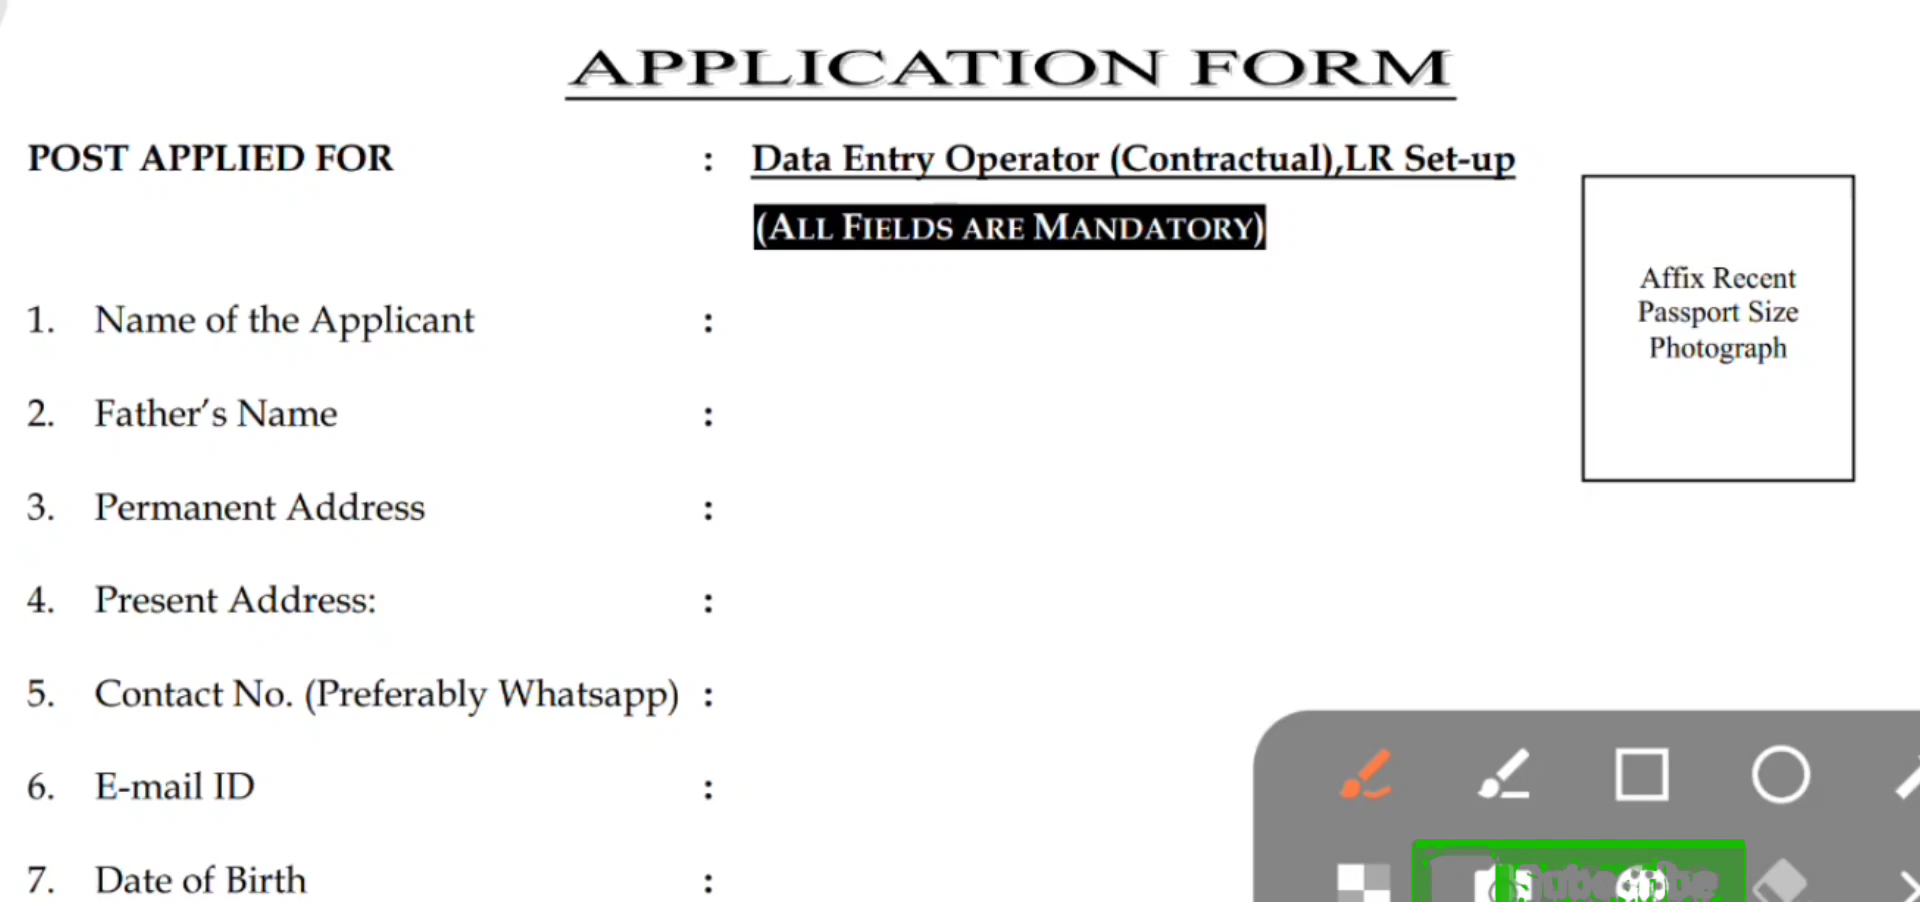 APPLICATION FORM
POST APPLIED FOR : Data Entry Operator (Contractual),LR Set-up
(ALL FIELDS ARE MANDATORY)
Affix Recent
Passport Size
Photograph
1. Name of the Applicant :
2. Father's Name :
3. Permanent Address :
4. Present Address: :
5. Contact No. (Preferably Whatsapp) :
6. E-mail ID :
7. Date of Birth :